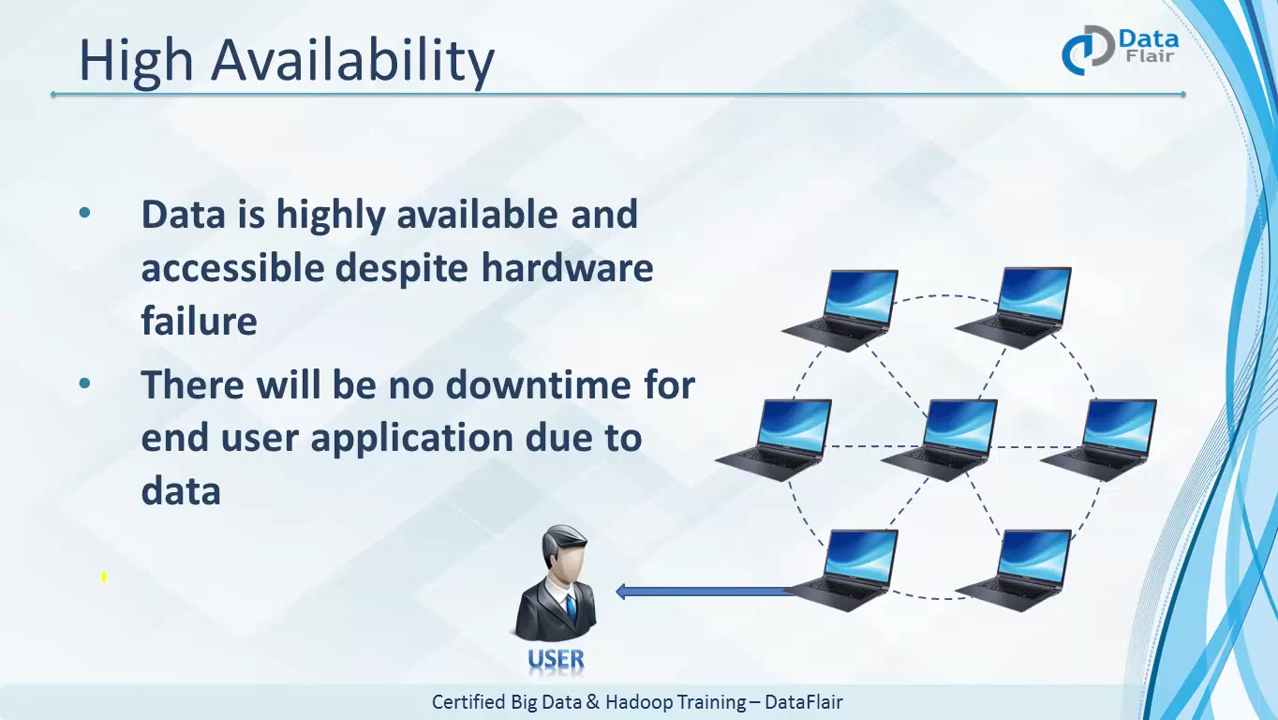 High Availability
Data
Flair
• Data is highly available and
accessible despite hardware
failure
• There will be no downtime for
end user application due to
data
USER
Certified Big Data & Hadoop Training – DataFlair